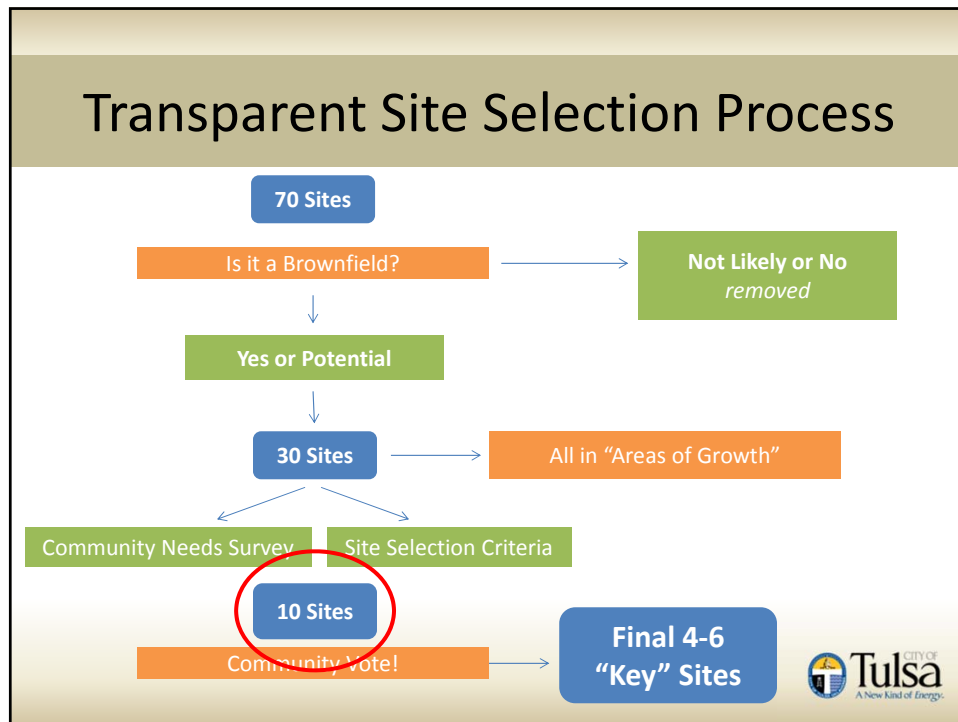 Transparent Site Selection Process
70 Sites
Is it a Brownfield?
Not Likely or No
removed
Yes or Potential
30 Sites
All in “Areas of Growth”
Community Needs Survey
Site Selection Criteria
10 Sites
Community Vote!
Final 4-6
“Key” Sites
CITY OF
Tulsa
A New Kind of Energy.